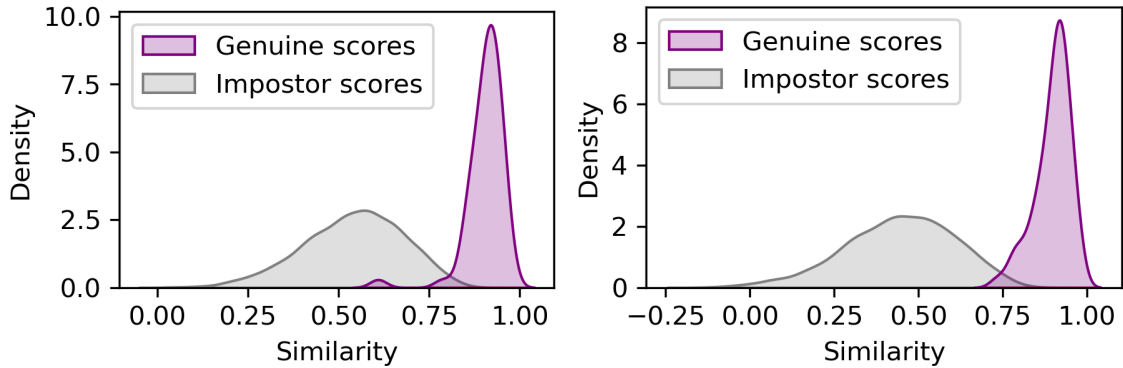 10.0
7.5
5.0
2.5
0.0
Density
Genuine scores
Impostor scores
0.00 0.25 0.50 0.75 1.00
Similarity
8
6
4
2
0
Density
Genuine scores
Impostor scores
−0.25 0.00 0.25 0.50 0.75 1.00
Similarity